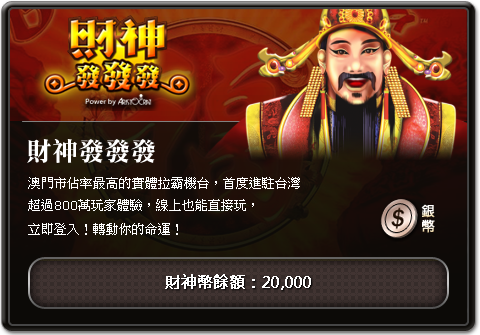 財神
發發發
Power by ARISTOCRAT
財神發發發
澳門市佔率最高的實體拉霸機台，首度進駐台灣
超過800萬玩家體驗，線上也能直接玩，
立即登入！轉動你的命運！
$
銀幣
財神幣餘額：20,000